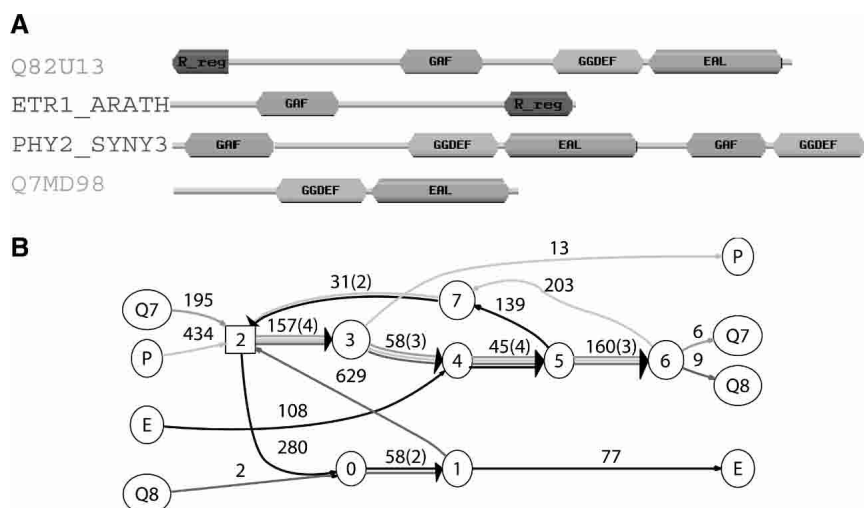 A
Q82U13 R_reg GAF GGDEF EAL
ETR1_ARATH GAF R_reg
PHY2_SYNY3 GAF GGDEF EAL GAF GGDEF
Q7MD98 GGDEF EAL
B
13 P
31(2) 7 203
Q7 195 139
434 2 157(4) 3 58(3) 4 45(4) 5 160(3) 6 6 Q7
P 629 9 Q8
E 108
280
2 0 58(2) 1 77 E
Q8